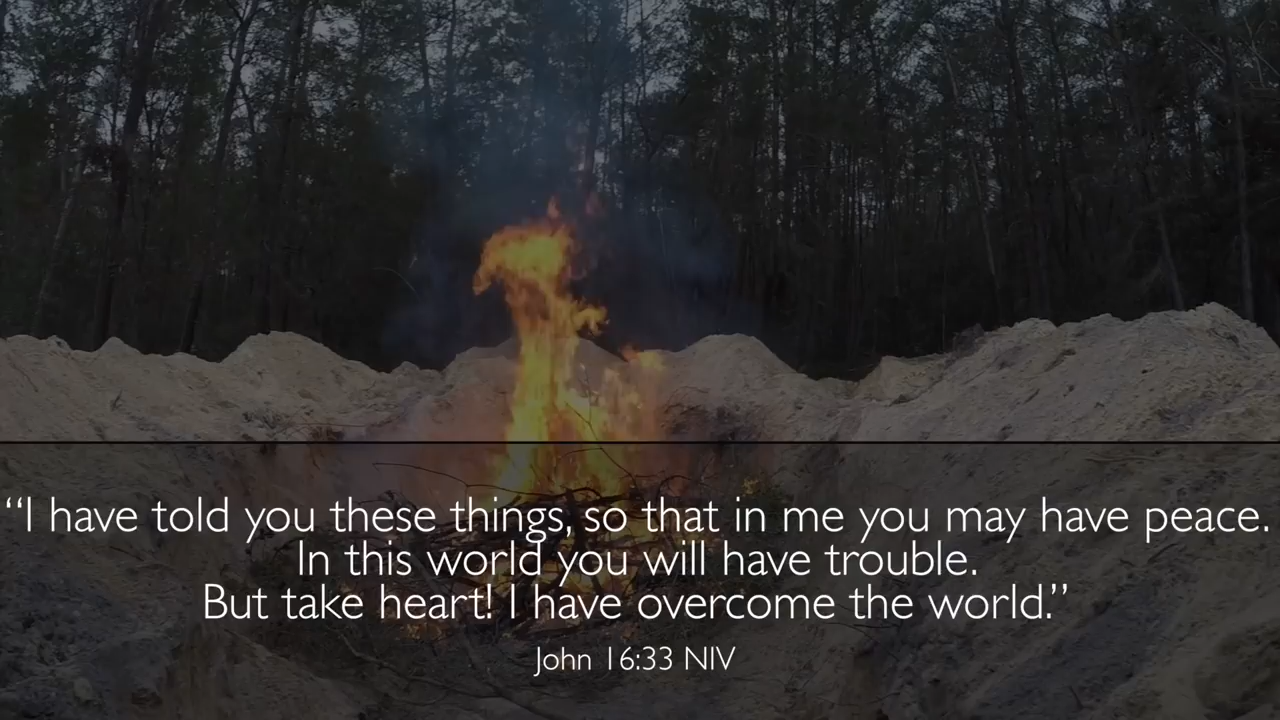 “I have told you these things, so that in me you may have peace.
In this world you will have trouble.
But take heart! I have overcome the world.”
John 16:33 NIV